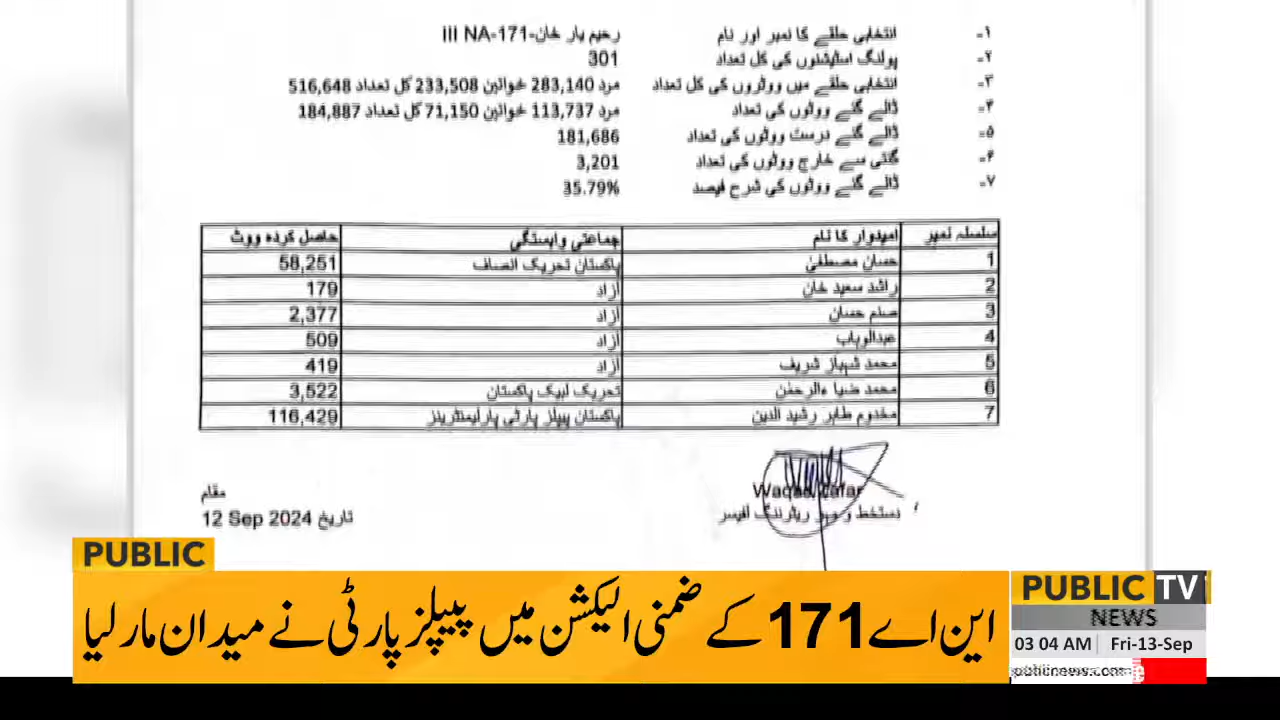 ۱- انتخابی حلقے کا نمبر اور نام رحیم یار خان-III NA-171
۲- پولنگ اسٹیشنوں کی کل تعداد 301
۳- انتخابی حلقے میں ووٹروں کی کل تعداد مرد 283,140 خواتین 233,508 کل تعداد 516,648
۴- ڈالے گئے ووٹوں کی تعداد مرد 113,737 خواتین 71,150 کل تعداد 184,887
۵- ڈالے گئے درست ووٹوں کی تعداد 181,686
۶- گنتی سے خارج ووٹوں کی تعداد 3,201
۷- ڈالے گئے ووٹوں کی شرح فیصد 35.79%
سلسلہ نمبر امیدوار کا نام جماعتی وابستگی حاصل کردہ ووٹ
1 حسان مصطفیٰ پاکستان تحریک انصاف 58,251
2 راشد سعید خان آزاد 179
3 صنم حسان آزاد 2,377
4 عبدالوہاب آزاد 509
5 محمد شہباز شریف آزاد 419
6 محمد ضیا ءالرحمٰن تحریک لبیک پاکستان 3,522
7 مخدوم طاہر رشید الدین پاکستان پیپلز پارٹی پارلیمنٹرینز 116,429
مقام
تاریخ 12 Sep 2024
Waqas Zafar
دستخط و مہر ریٹرننگ آفیسر
PUBLIC
این اے 171 کے ضمنی الیکشن میں پیپلز پارٹی نے میدان مار لیا
PUBLIC TV
NEWS
03 04 AM Fri-13-Sep
publicnews.com